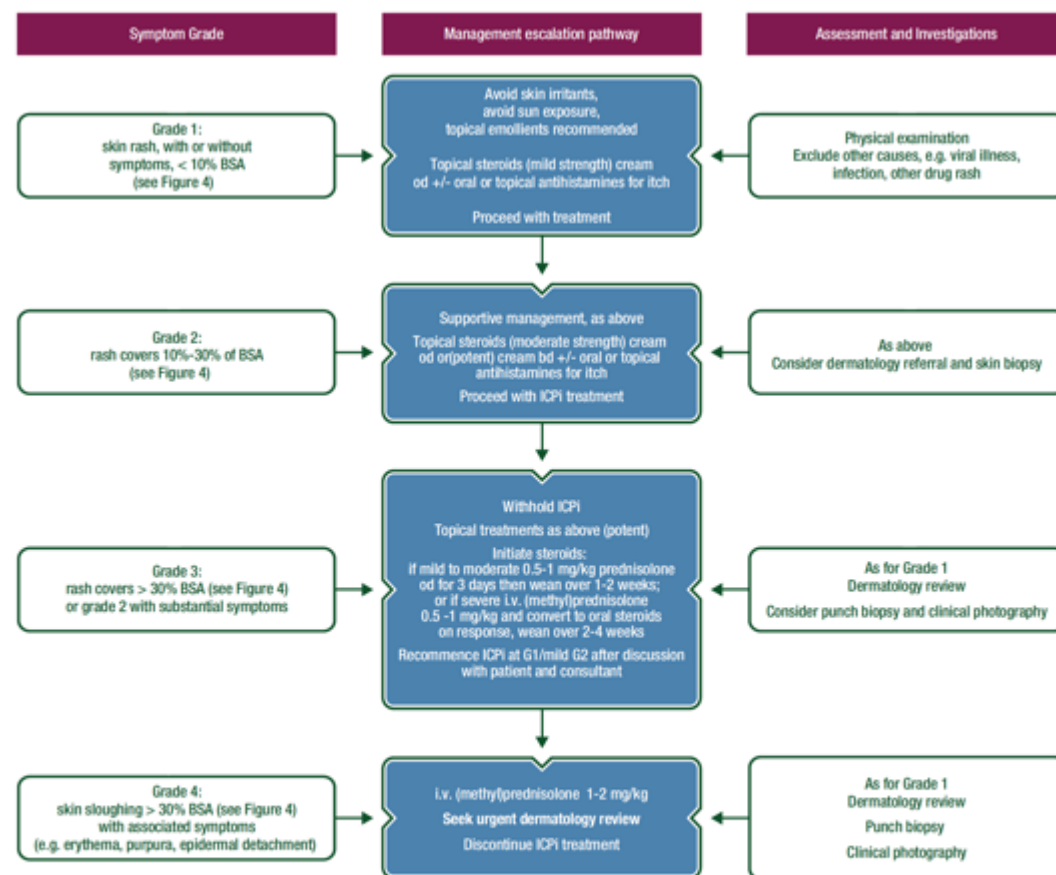 Symptom Grade
Management escalation pathway
Assessment and Investigations
Grade 1:
skin rash, with or without
symptoms, < 10% BSA
(see Figure 4)
Avoid skin irritants,
avoid sun exposure,
topical emollients recommended
Topical steroids (mild strength) cream
od +/- oral or topical antihistamines for itch
Proceed with treatment
Physical examination
Exclude other causes, e.g. viral illness,
infection, other drug rash
Grade 2:
rash covers 10%-30% of BSA
(see Figure 4)
Supportive management, as above
Topical steroids (moderate strength) cream
od or(potent) cream bd +/- oral or topical
antihistamines for itch
Proceed with ICPi treatment
As above
Consider dermatology referral and skin biopsy
Grade 3:
rash covers > 30% BSA (see Figure 4)
or grade 2 with substantial symptoms
Withhold ICPi
Topical treatments as above (potent)
Initiate steroids:
if mild to moderate 0.5-1 mg/kg prednisolone
od for 3 days then wean over 1-2 weeks;
or if severe i.v. (methyl)prednisolone
0.5 -1 mg/kg and convert to oral steroids
on response, wean over 2-4 weeks
Recommence ICPi at G1/mild G2 after discussion
with patient and consultant
As for Grade 1
Dermatology review
Consider punch biopsy and clinical photography
Grade 4:
skin sloughing > 30% BSA (see Figure 4)
with associated symptoms
(e.g. erythema, purpura, epidermal detachment)
i.v. (methyl)prednisolone 1-2 mg/kg
Seek urgent dermatology review
Discontinue ICPi treatment
As for Grade 1
Dermatology review
Punch biopsy
Clinical photography